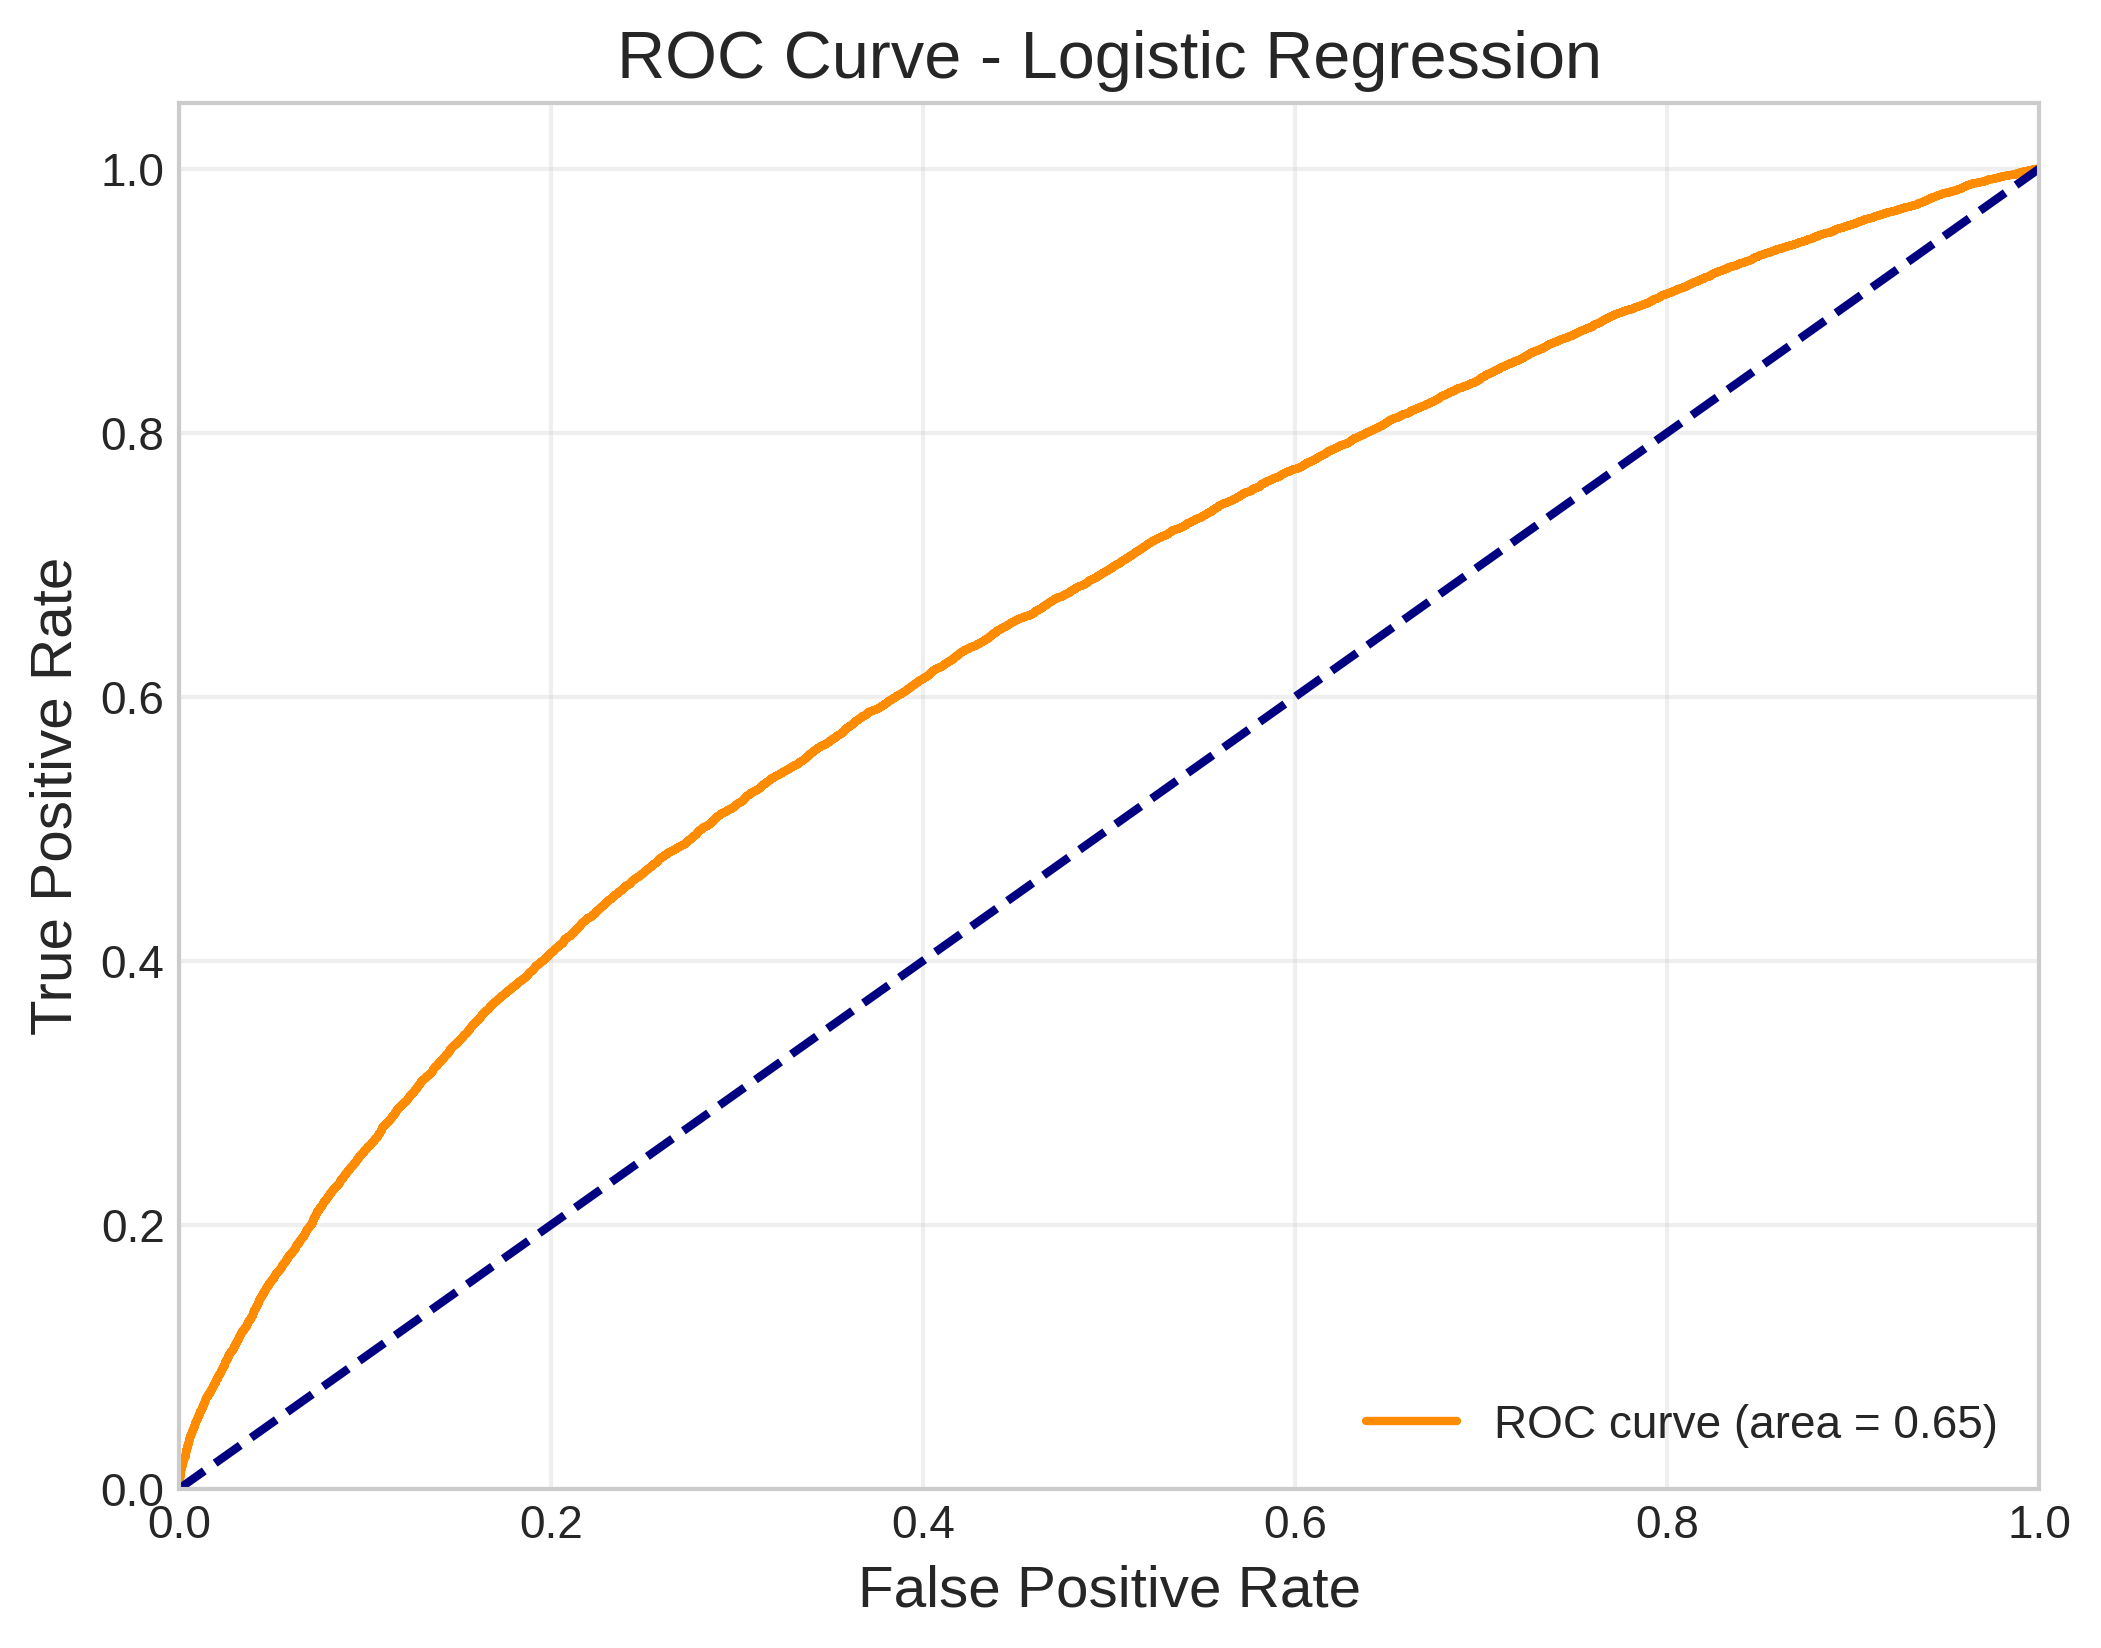 ROC Curve - Logistic Regression
True Positive Rate
1.0
0.8
0.6
0.4
0.2
0.0
0.0 0.2 0.4 0.6 0.8 1.0
False Positive Rate
ROC curve (area = 0.65)